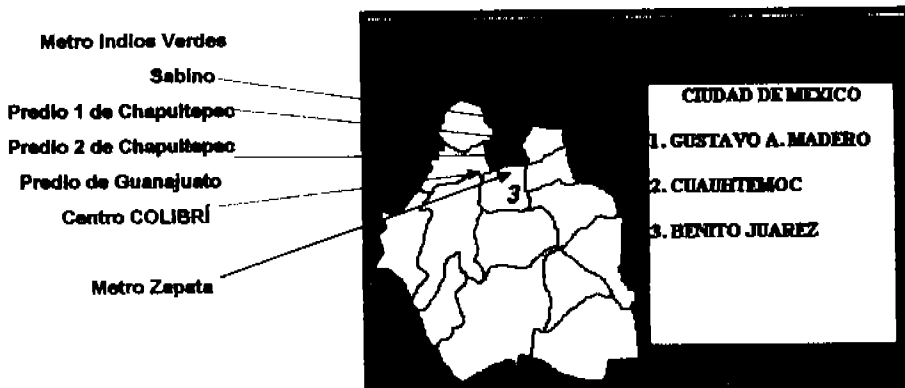 Metro Indios Verdes
Sabino
Predio 1 de Chapultepec
Predio 2 de Chapultepec
Predio de Guanajuato
Centro COLIBRÍ
Metro Zapata
3
CIUDAD DE MEXICO
1. GUSTAVO A. MADERO
2. CUAUHTEMOC
3. BENITO JUAREZ